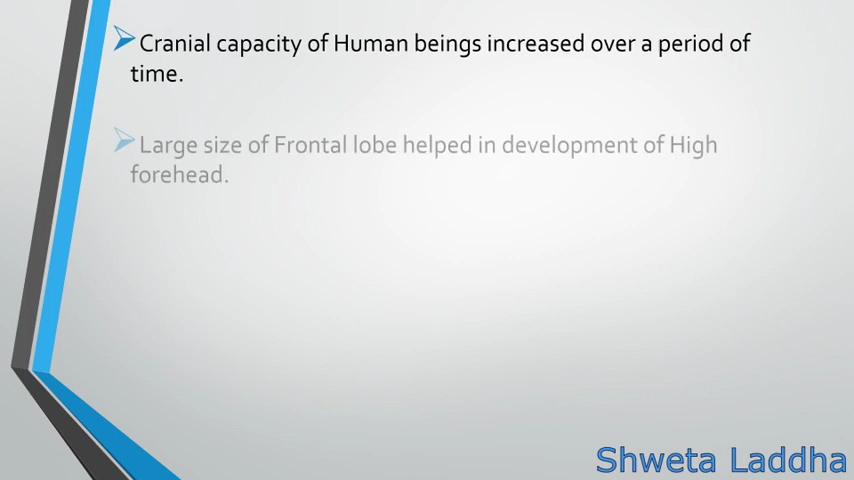 Cranial capacity of Human beings increased over a period of
time.
Large size of Frontal lobe helped in development of High
forehead.
Shweta Laddha